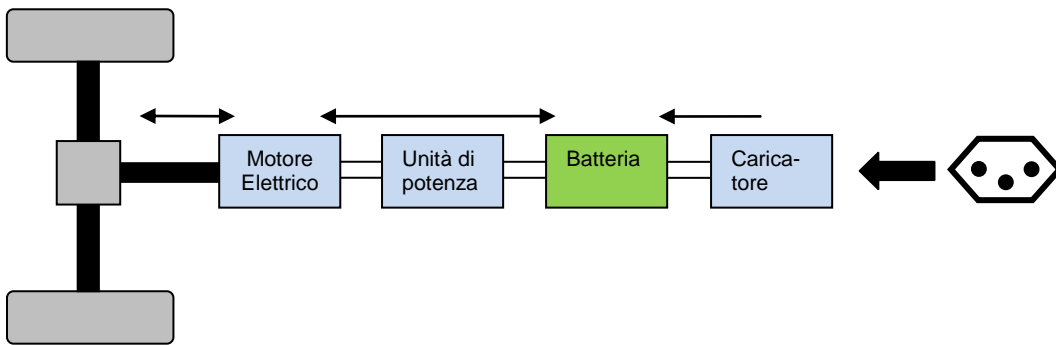 Motore
Elettrico
Unità di
potenza
Batteria
Carica-
tore